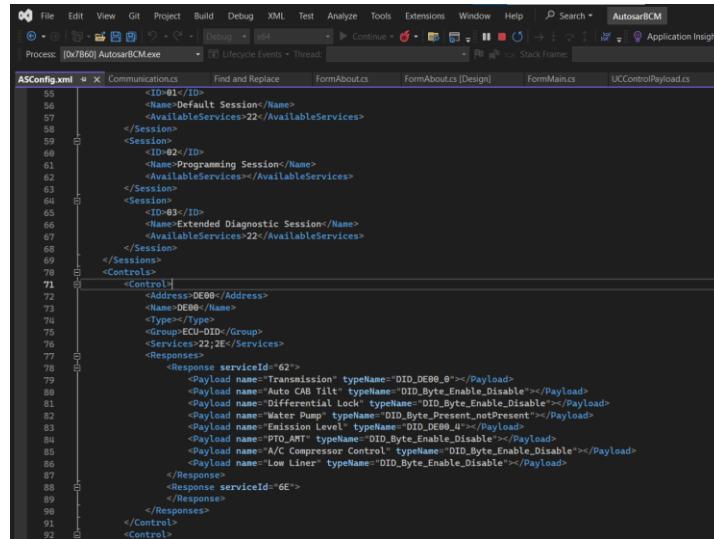 File Edit View Git Project Build Debug XML Test Analyze Tools Extensions Window Help Search AutosarBCM
Debug x64 Continue Application Insigh
Process: [0x7860] AutosarBCM.exe Lifecycle Events Thread: Stack Frame:
ASConfig.xml Communication.cs Find and Replace FormAbout.cs FormAbout.cs [Design] FormMain.cs UCControlPayload.cs
55 <ID>01</ID>
56 <Name>Default Session</Name>
57 <AvailableServices>22</AvailableServices>
58 </Session>
59 <Session>
60 <ID>02</ID>
61 <Name>Programming Session</Name>
62 <AvailableServices></AvailableServices>
63 </Session>
64 <Session>
65 <ID>03</ID>
66 <Name>Extended Diagnostic Session</Name>
67 <AvailableServices>22</AvailableServices>
68 </Session>
69 </Sessions>
70 <Controls>
71 <Control>
72 <Address>DE00</Address>
73 <Name>DE00</Name>
74 <Type></Type>
75 <Group>ECU-DID</Group>
76 <Services>22;2E</Services>
77 <Responses>
78 <Response serviceId="62">
79 <Payload name="Transmission" typeName="DID_DE00_0"></Payload>
80 <Payload name="Auto CAB Tilt" typeName="DID_Byte_Enable_Disable"></Payload>
81 <Payload name="Differential Lock" typeName="DID_Byte_Enable_Disable"></Payload>
82 <Payload name="Water Pump" typeName="DID_Byte_Present_notPresent"></Payload>
83 <Payload name="Emission Level" typeName="DID_DE00_4"></Payload>
84 <Payload name="PTO_AMT" typeName="DID_Byte_Enable_Disable"></Payload>
85 <Payload name="A/C Compressor Control" typeName="DID_Byte_Enable_Disable"></Payload>
86 <Payload name="Low Liner" typeName="DID_Byte_Enable_Disable"></Payload>
87 </Response>
88 <Response serviceId="6E">
89 </Response>
90 </Responses>
91 </Control>
92 <Control>